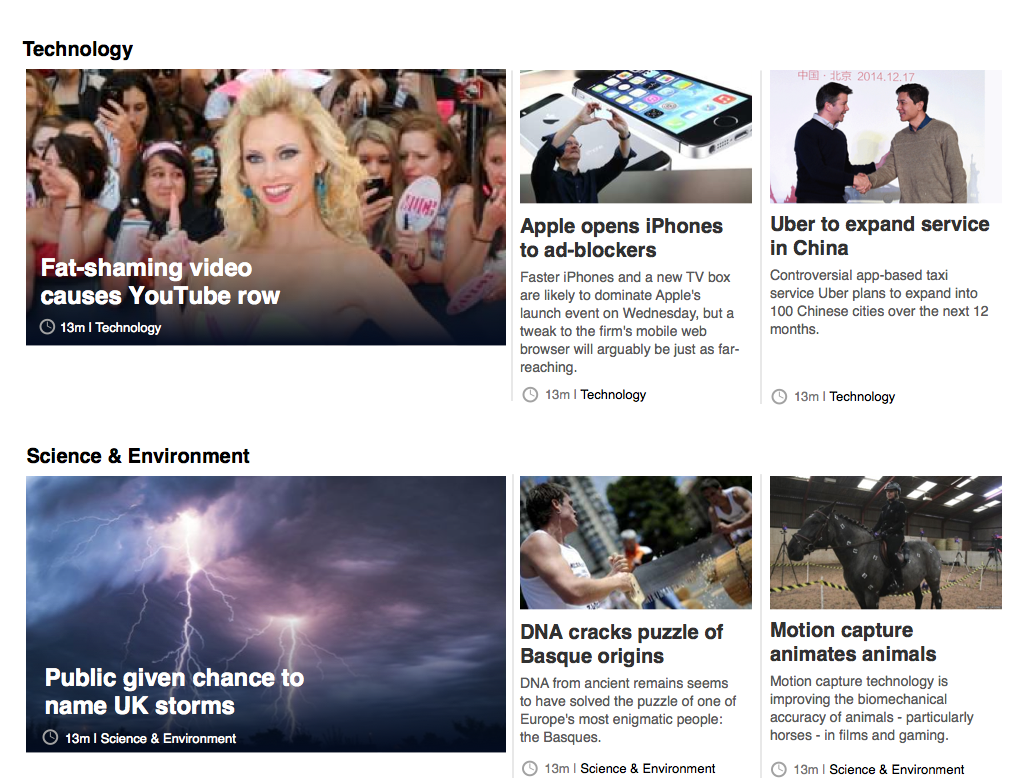 Technology
Fat-shaming video
causes YouTube row
13m | Technology
Apple opens iPhones
to ad-blockers
Faster iPhones and a new TV box
are likely to dominate Apple's
launch event on Wednesday, but a
tweak to the firm's mobile web
browser will arguably be just as far-
reaching.
13m | Technology
中国·北京 2014.12.17
Uber to expand service
in China
Controversial app-based taxi
service Uber plans to expand into
100 Chinese cities over the next 12
months.
13m | Technology
Science & Environment
Public given chance to
name UK storms
13m | Science & Environment
DNA cracks puzzle of
Basque origins
DNA from ancient remains seems
to have solved the puzzle of one of
Europe's most enigmatic people:
the Basques.
13m | Science & Environment
Motion capture
animates animals
Motion capture technology is
improving the biomechanical
accuracy of animals - particularly
horses - in films and gaming.
13m | Science & Environment